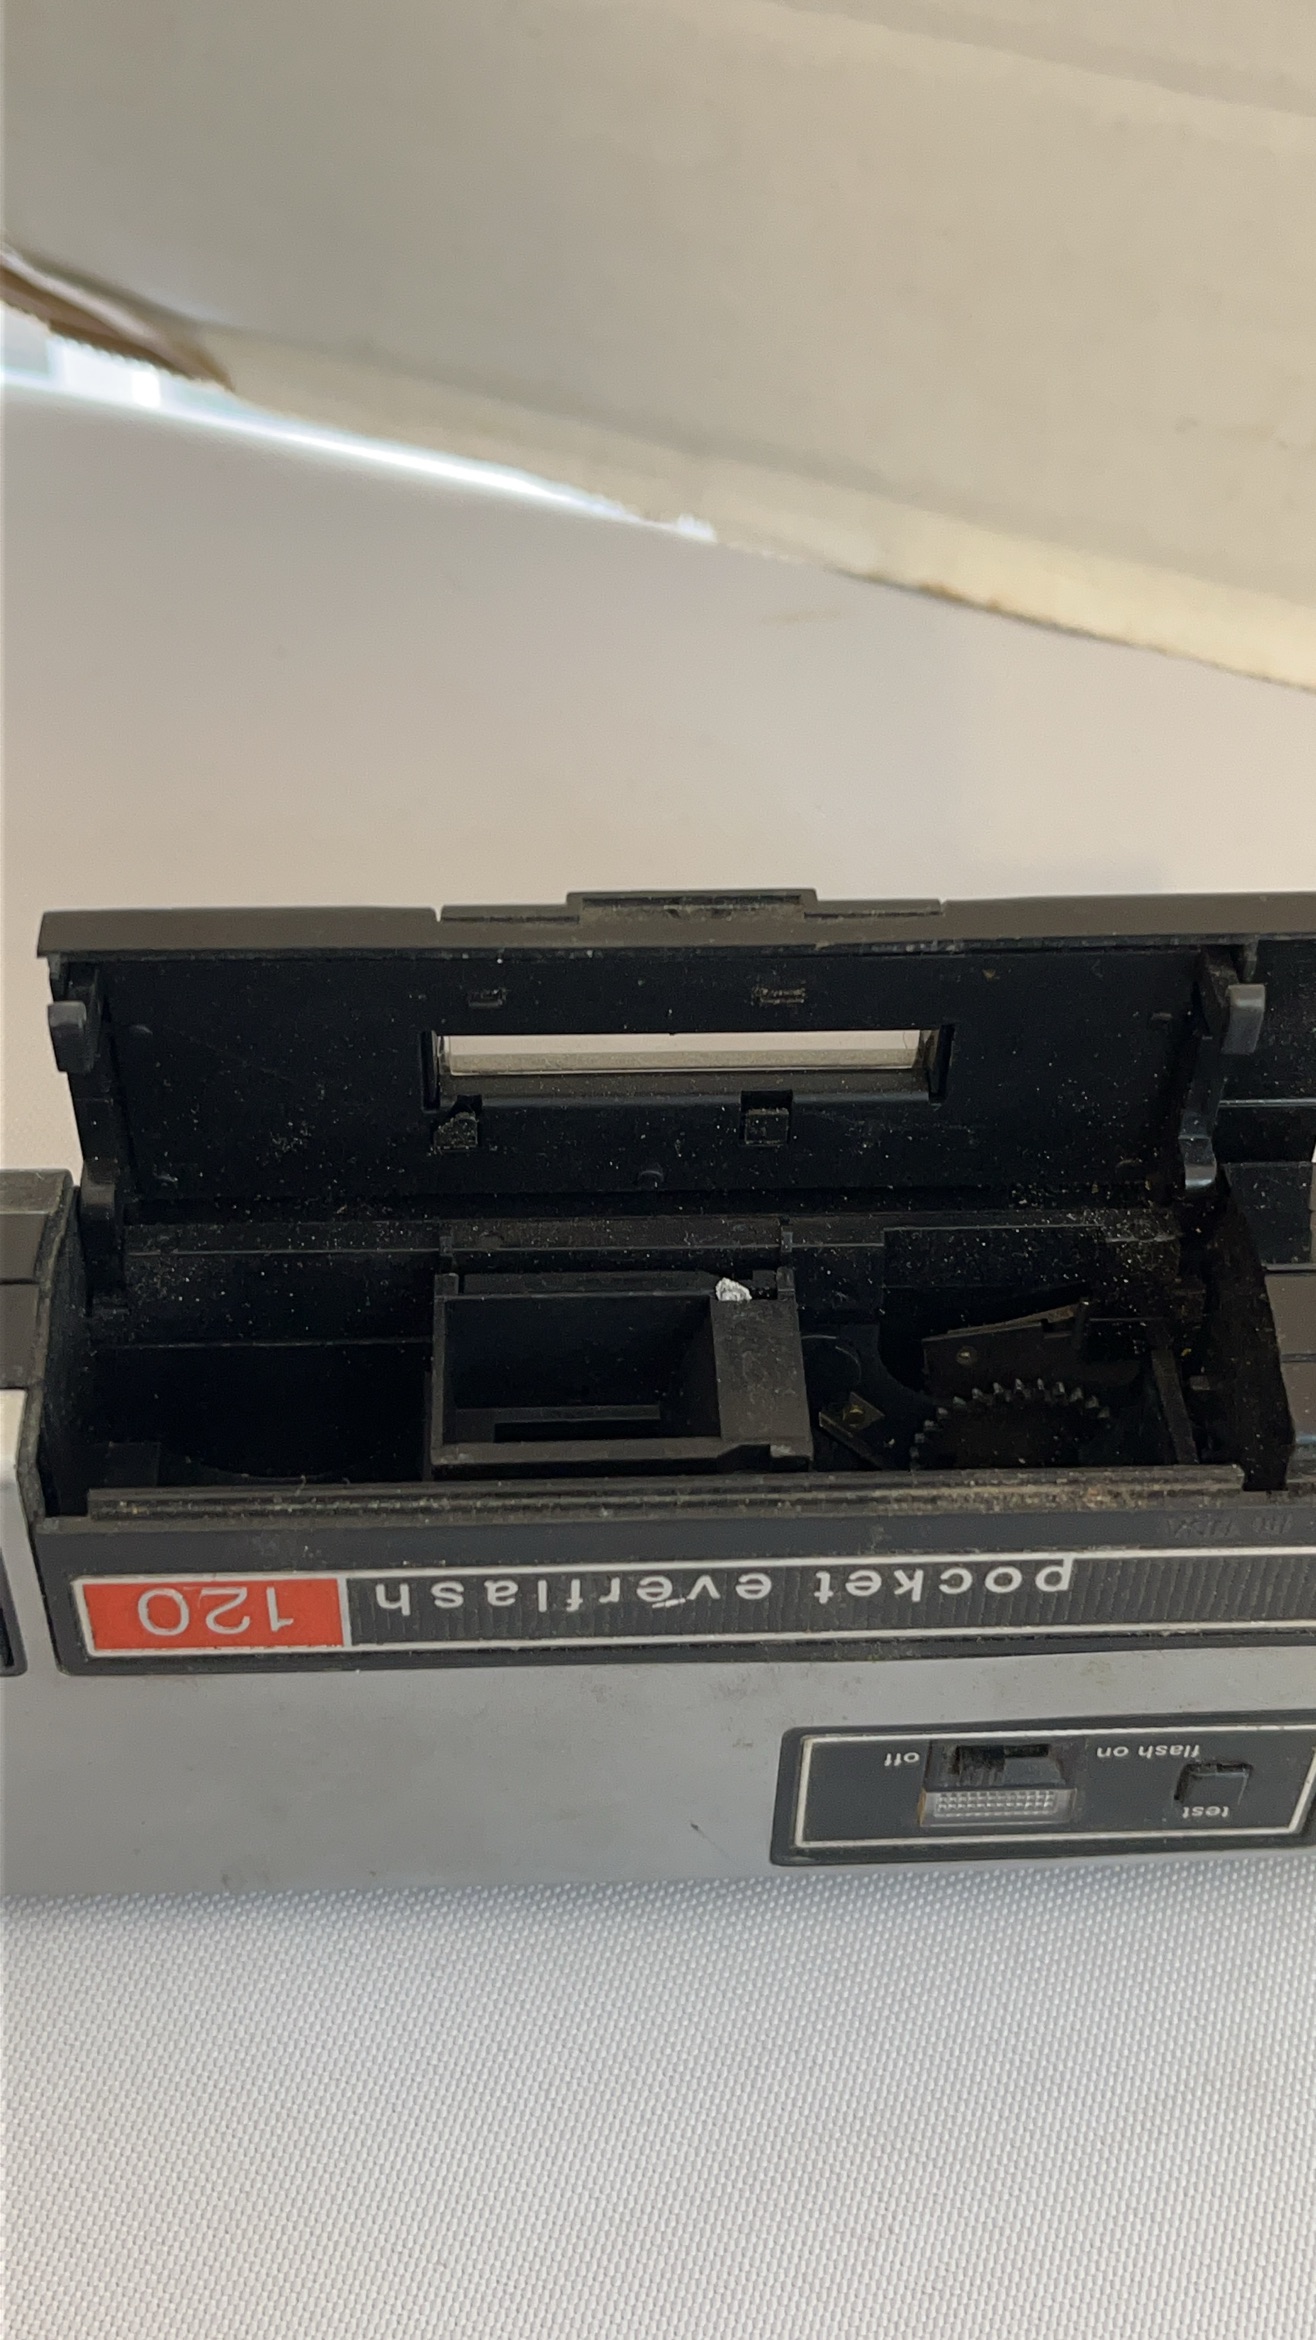 pocket everflash 120
test
flash on
off